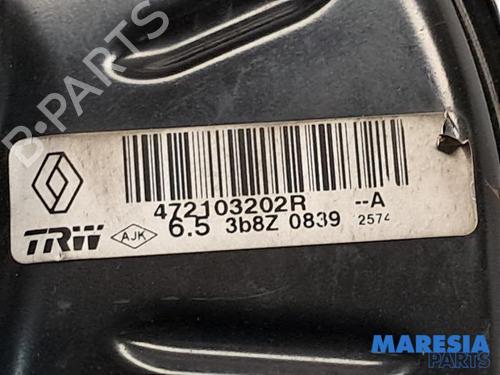 B-PARTS
472103202R --A
TRW AJK 6.5 3b8Z 0839 2574
MARESIA
PARTS